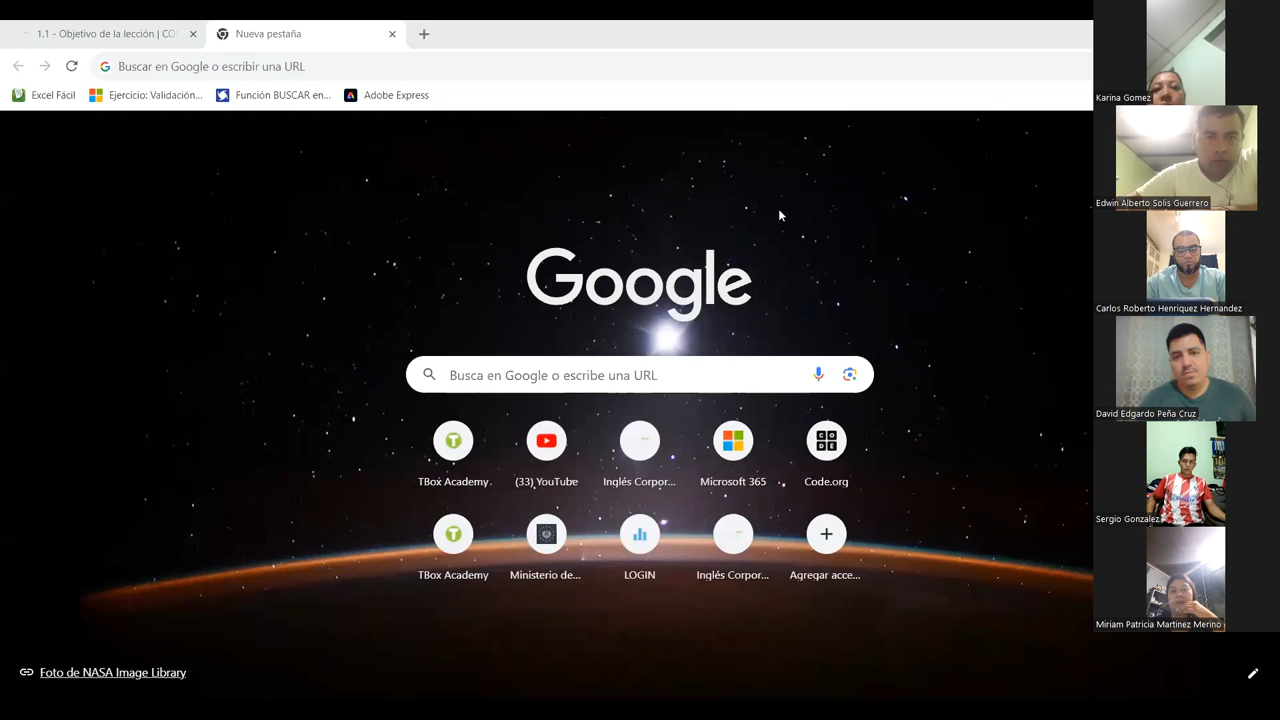 1.1 - Objetivo de la lección | CO
Nueva pestaña
Buscar en Google o escribir una URL
Excel Fácil
Ejercicio: Validación...
Función BUSCAR en...
Adobe Express
Google
Busca en Google o escribe una URL
TBox Academy
(33) YouTube
Inglés Corpor...
Microsoft 365
CODE
Code.org
TBox Academy
Ministerio de...
LOGIN
Inglés Corpor...
Agregar acce...
Foto de NASA Image Library
Karina Gomez
Edwin Alberto Solis Guerrero
Carlos Roberto Henriquez Hernandez
David Edgardo Peña Cruz
Sergio Gonzalez
Miriam Patricia Martinez Merino